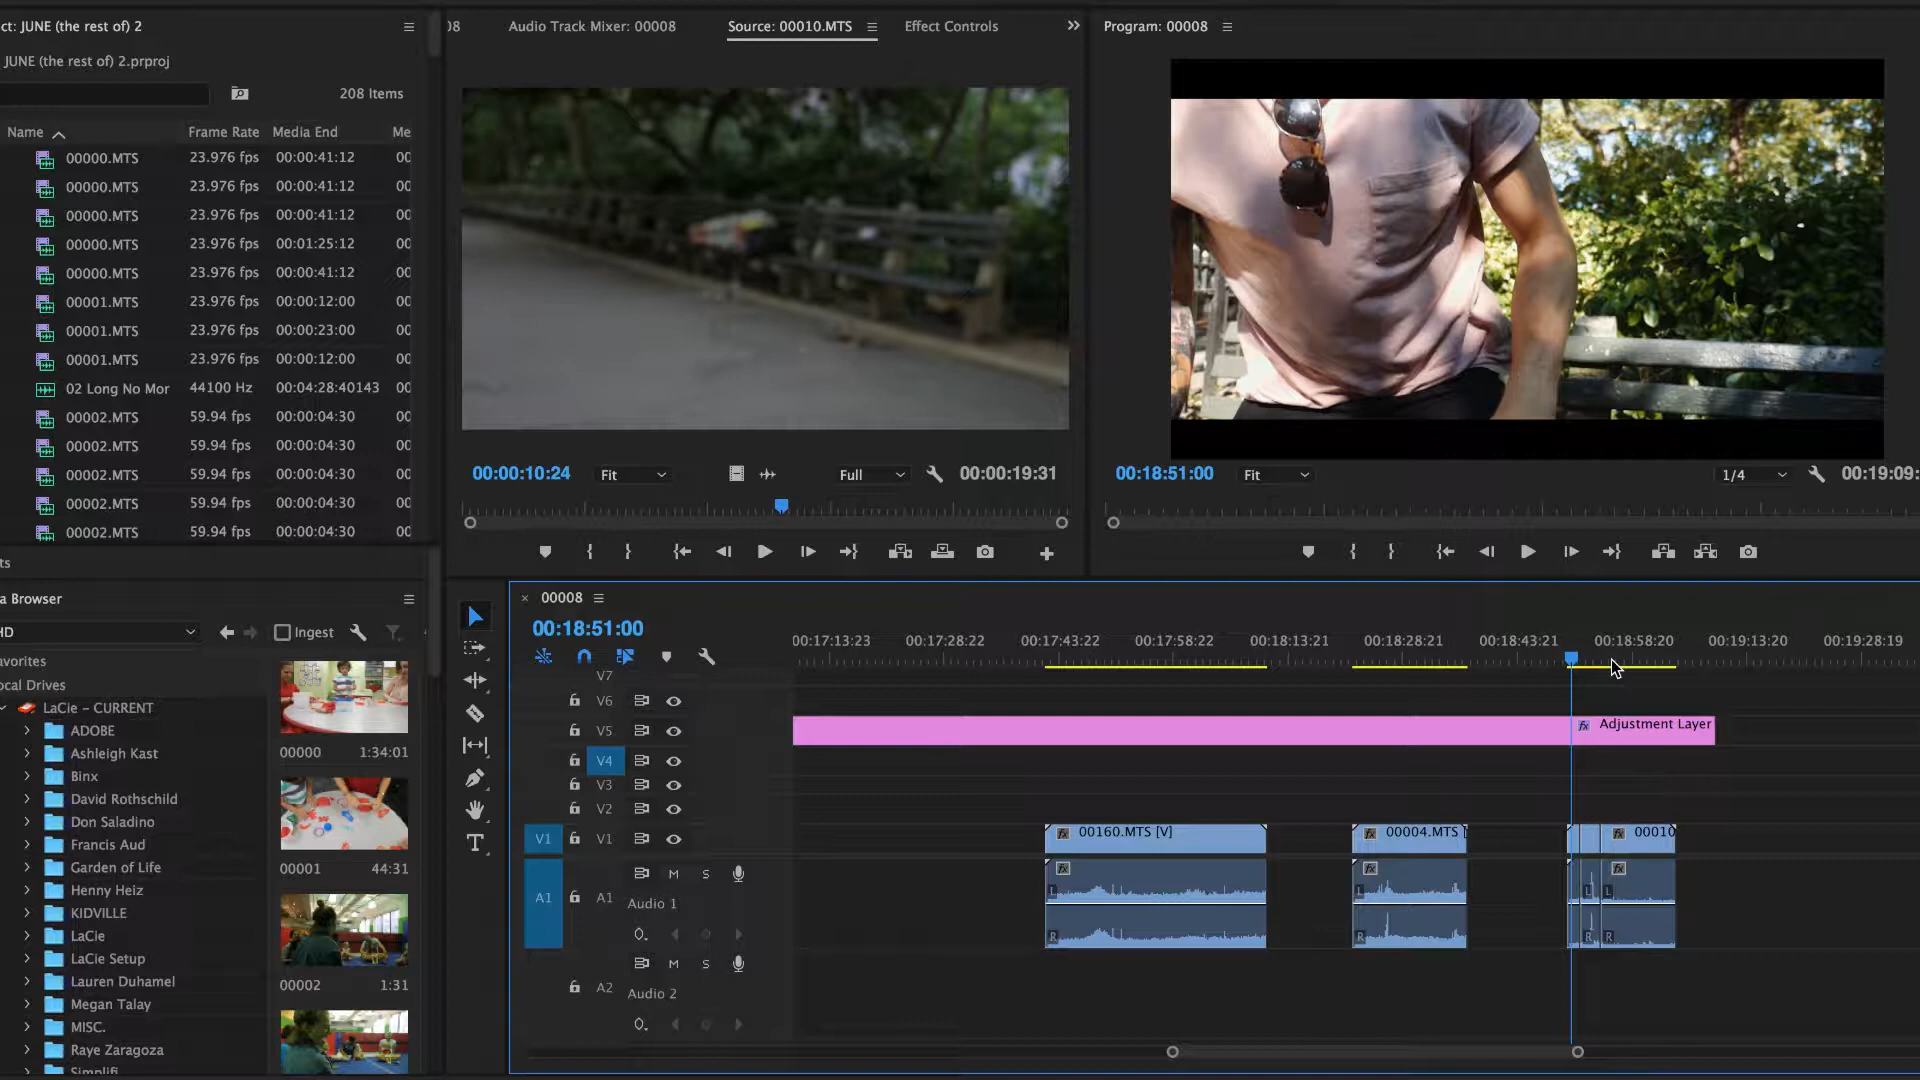 ct: JUNE (the rest of) 2
JUNE (the rest of) 2.prproj
208 Items
Name Frame Rate Media End Me
00000.MTS 23.976 fps 00:00:41:12 00
00000.MTS 23.976 fps 00:00:41:12 00
00000.MTS 23.976 fps 00:00:41:12 00
00000.MTS 23.976 fps 00:01:25:12 00
00000.MTS 23.976 fps 00:00:41:12 00
00001.MTS 23.976 fps 00:00:12:00 00
00001.MTS 23.976 fps 00:00:23:00 00
00001.MTS 23.976 fps 00:00:12:00 00
02 Long No Mor 44100 Hz 00:04:28:40143 00
00002.MTS 59.94 fps 00:00:04:30 00
00002.MTS 59.94 fps 00:00:04:30 00
00002.MTS 59.94 fps 00:00:04:30 00
00002.MTS 59.94 fps 00:00:04:30 00
00002.MTS 59.94 fps 00:00:04:30 00
08 Audio Track Mixer: 00008 Source: 00010.MTS Effect Controls
00:00:10:24 Fit Full 00:00:19:31
Program: 00008
00:18:51:00 Fit 1/4 00:19:09:
ts
a Browser
HD Ingest
avorites
ocal Drives
LaCie – CURRENT
ADOBE
Ashleigh Kast
Binx
David Rothschild
Don Saladino
Francis Aud
Garden of Life
Henny Heiz
KIDVILLE
LaCie
LaCie Setup
Lauren Duhamel
Megan Talay
MISC.
Raye Zaragoza
Simplifi
00000 1:34:01
00001 44:31
00002 1:31
00008
00:18:51:00
00:17:13:23 00:17:28:22 00:17:43:22 00:17:58:22 00:18:13:21 00:18:28:21 00:18:43:21 00:18:58:20 00:19:13:20 00:19:28:19
V7
V6
V5 fx Adjustment Layer
V4
V3
V2
V1 V1 fx 00160.MTS [V] fx 00004.MTS [ fx 00010
M S fx fx fx
A1 A1 L L L L
Audio 1
R R R R
M S
A2 Audio 2